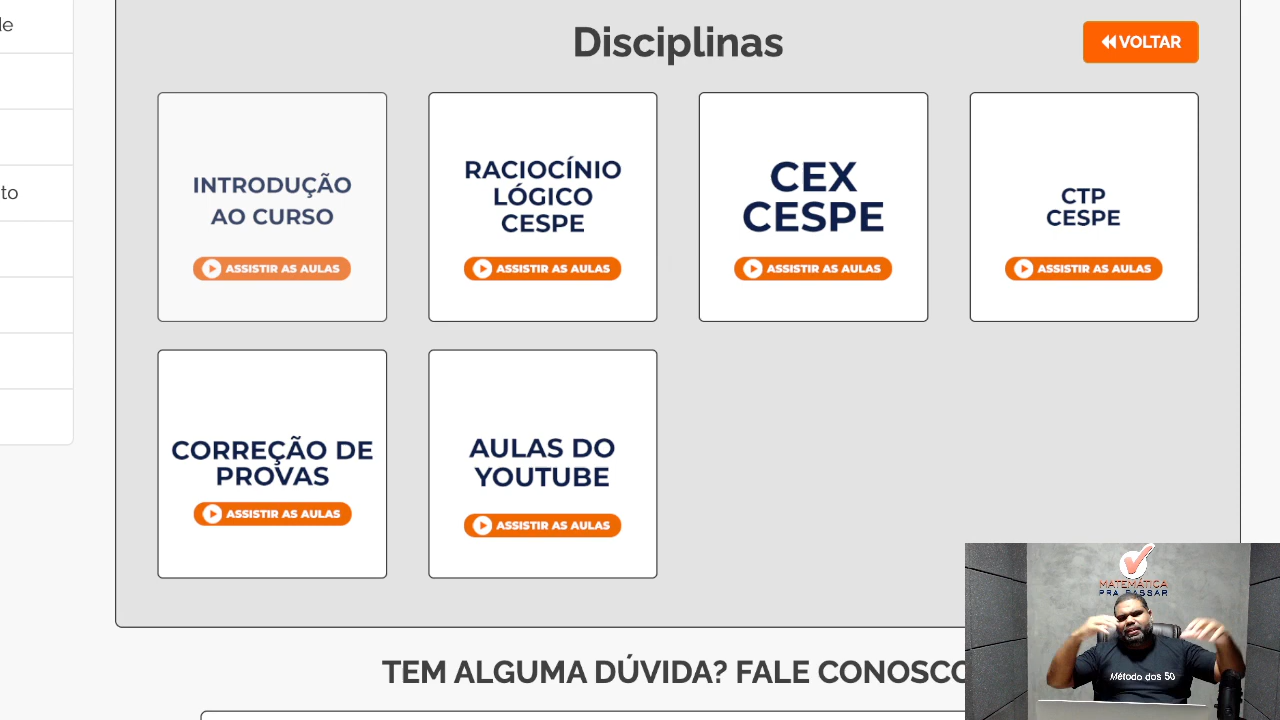 de
Disciplinas
VOLTAR
to
INTRODUÇÃO
AO CURSO
ASSISTIR AS AULAS
RACIOCÍNIO
LÓGICO
CESPE
ASSISTIR AS AULAS
CEX
CESPE
ASSISTIR AS AULAS
CTP
CESPE
ASSISTIR AS AULAS
CORREÇÃO DE
PROVAS
ASSISTIR AS AULAS
AULAS DO
YOUTUBE
ASSISTIR AS AULAS
TEM ALGUMA DÚVIDA? FALE CONOSCO
MATEMÁTICA
PRA PASSAR
Método dos 50